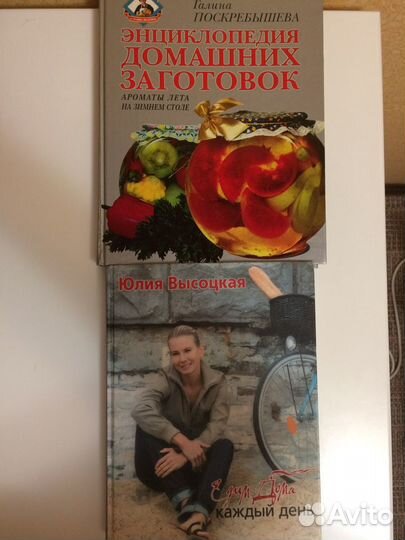 Галина
ПОСКРЕБЫШЕВА
ЭНЦИКЛОПЕДИЯ
ДОМАШНИХ
ЗАГОТОВОК
АРОМАТЫ ЛЕТА
НА ЗИМНЕМ СТОЛЕ
Юлия Высоцкая
Едим Дома
каждый день
Avito